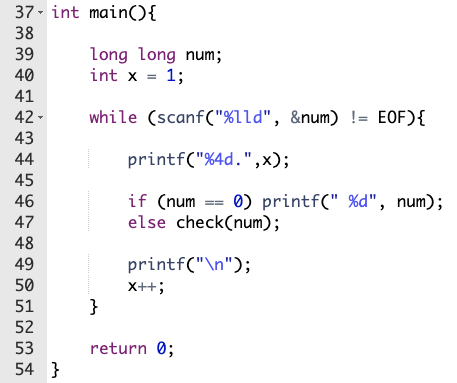 37 int main(){
38
39     long long num;
40     int x = 1;
41
42     while (scanf("%lld", &num) != EOF){
43
44         printf("%4d.",x);
45
46         if (num == 0) printf(" %d", num);
47         else check(num);
48
49         printf("\n");
50         x++;
51     }
52
53     return 0;
54 }